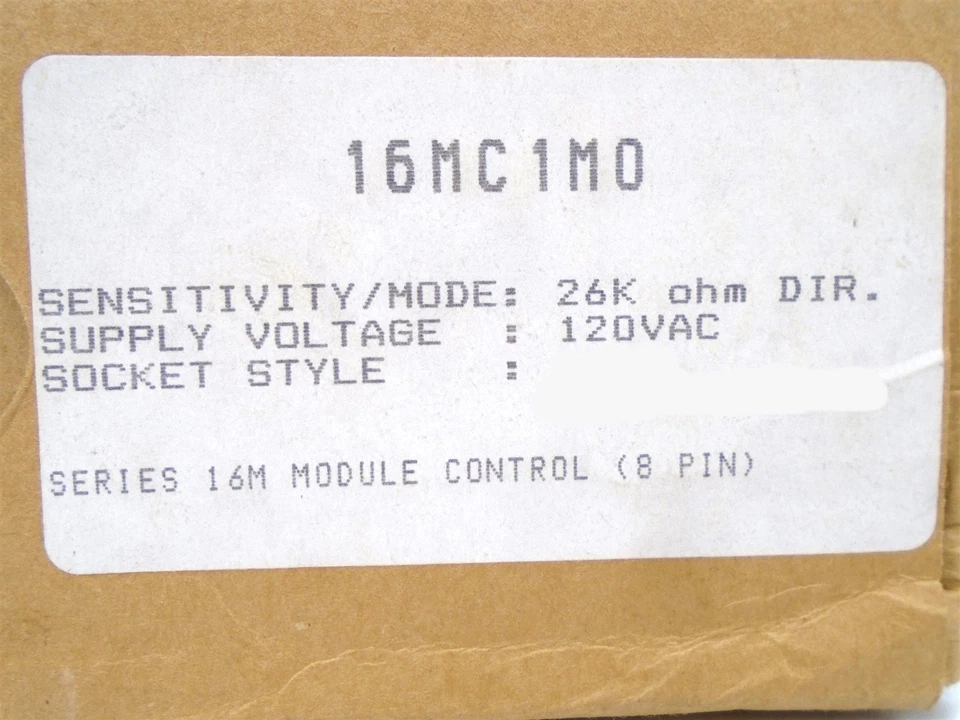 16MC1M0
SENSITIVITY/MODE: 26K ohm DIR.
SUPPLY VOLTAGE : 120VAC
SOCKET STYLE :
SERIES 16M MODULE CONTROL (8 PIN)